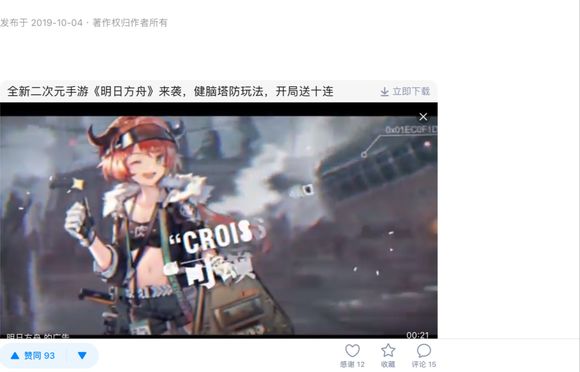 发布于 2019-10-04 · 著作权归作者所有
全新二次元手游《明日方舟》来袭，健脑塔防玩法，开局送十连
立即下载
0x01EC0F1D
“CROIS
明日方舟 的广告
00:21
赞同 93
感谢 12
收藏
评论 15